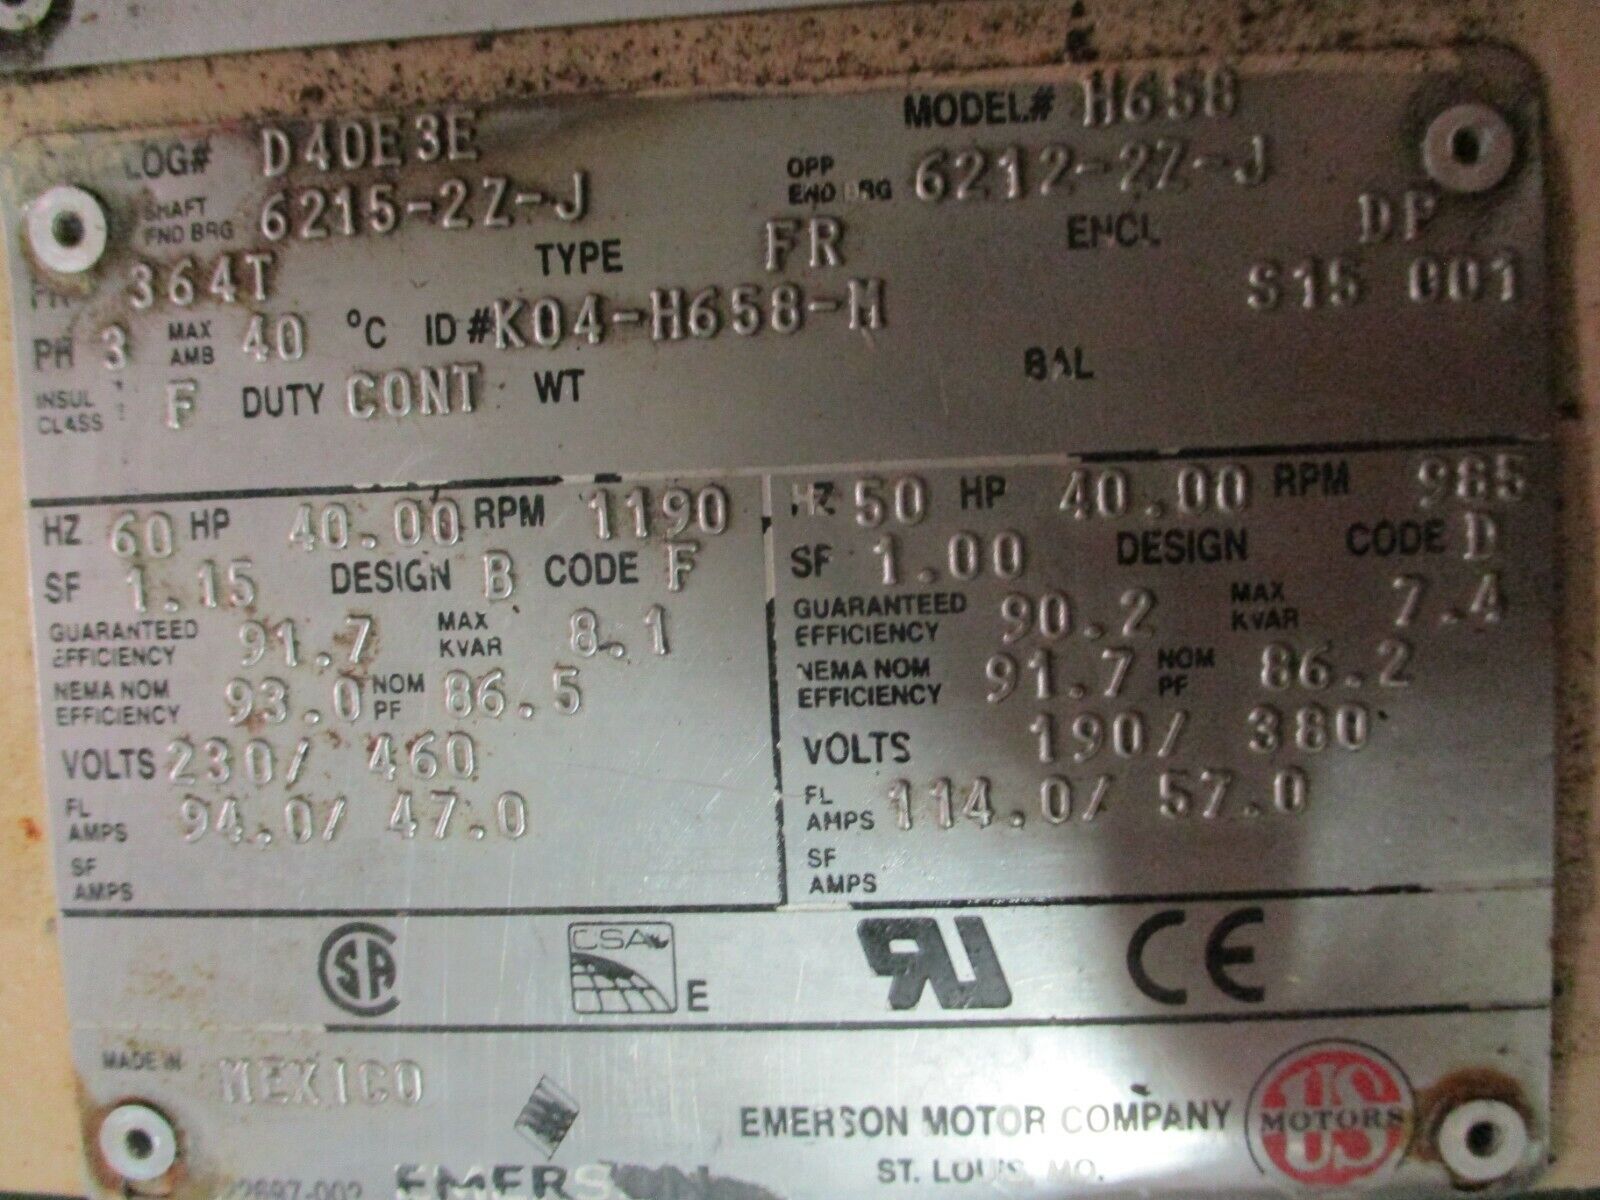 LOG# D40E3E MODEL# H658
SHAFT END BRG 6215-2Z-J OPP END BRG 6212-2Z-J
FR 364T TYPE FR ENCL DP
PH 3 MAX AMB 40 °C ID# K04-H658-M S15 G01
INSUL CLASS F DUTY CONT WT BAL
HZ 60 HP 40.00 RPM 1190
SF 1.15 DESIGN B CODE F
GUARANTEED EFFICIENCY 91.7 MAX KVAR 8.1
NEMA NOM EFFICIENCY 93.0 NOM PF 86.5
VOLTS 230/ 460
FL AMPS 94.0/ 47.0
SF AMPS
HZ 50 HP 40.00 RPM 985
SF 1.00 DESIGN CODE D
GUARANTEED EFFICIENCY 90.2 MAX KVAR 7.4
NEMA NOM EFFICIENCY 91.7 NOM PF 86.2
VOLTS 190/ 380
FL AMPS 114.0/ 57.0
SF AMPS
SA CSA E RU CE
MADE IN MEXICO
EMERSON MOTOR COMPANY
ST. LOUIS, MO.
US MOTORS
EMERS